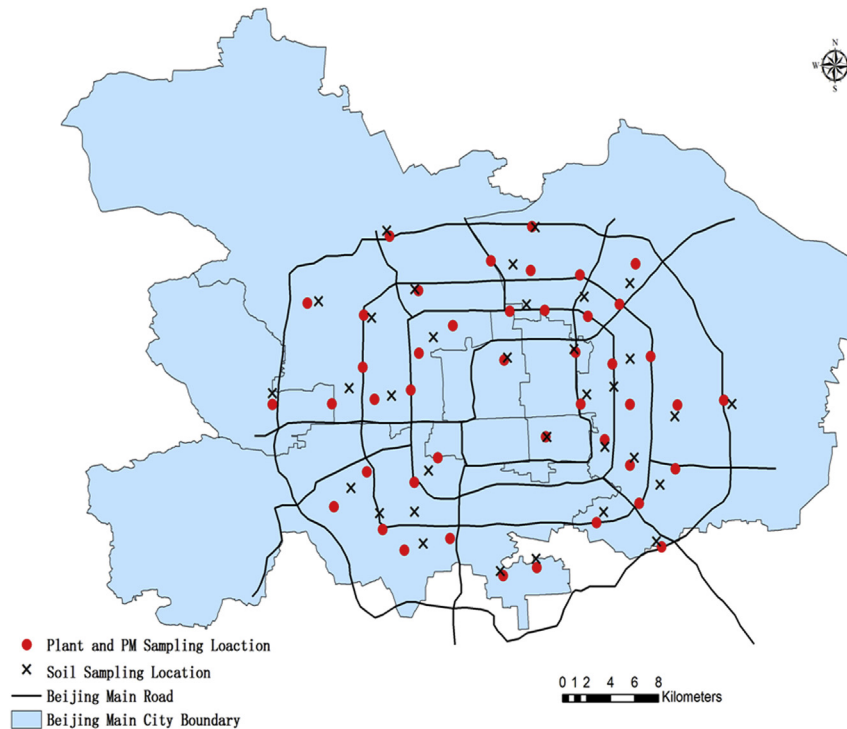 N
W
S
Plant and PM Sampling Loaction
Soil Sampling Location
Beijing Main Road
Beijing Main City Boundary
0 1 2 4 6 8
Kilometers